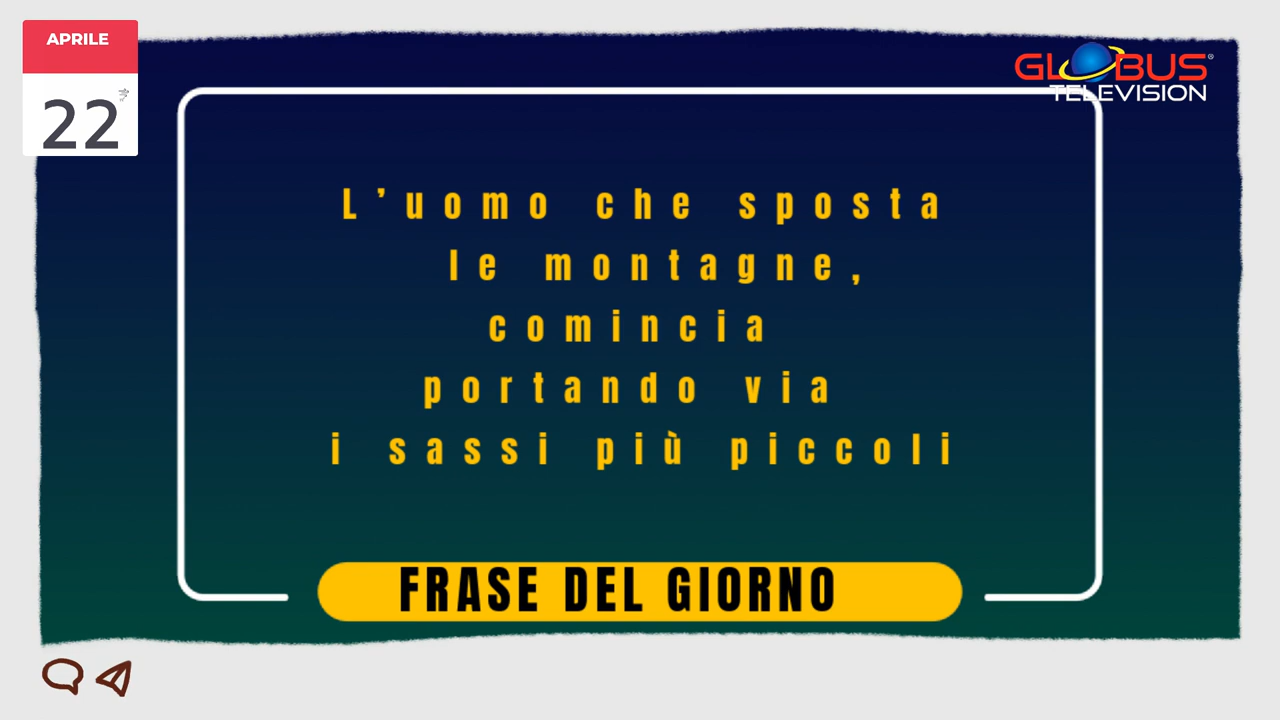 APRILE
22
GLOBUS®
TELEVISION
L'uomo che sposta
le montagne,
comincia
portando via
i sassi più piccoli
FRASE DEL GIORNO